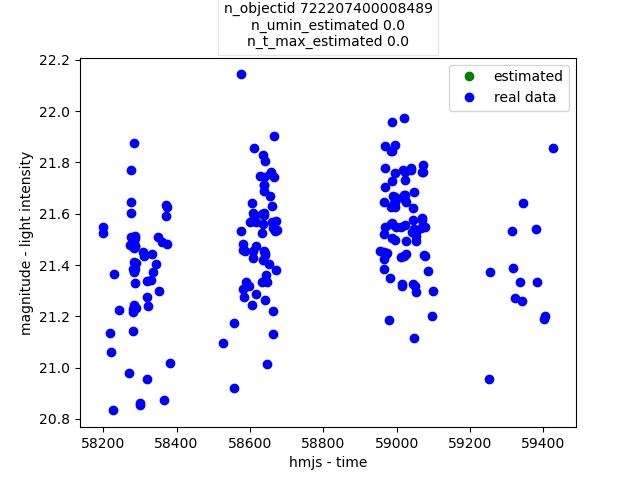 n_objectid 722207400008489
n_umin_estimated 0.0
n_t_max_estimated 0.0
22.2
22.0
21.8
21.6
21.4
21.2
21.0
20.8
magnitude - light intensity
estimated
real data
58200 58400 58600 58800 59000 59200 59400
hmjs - time